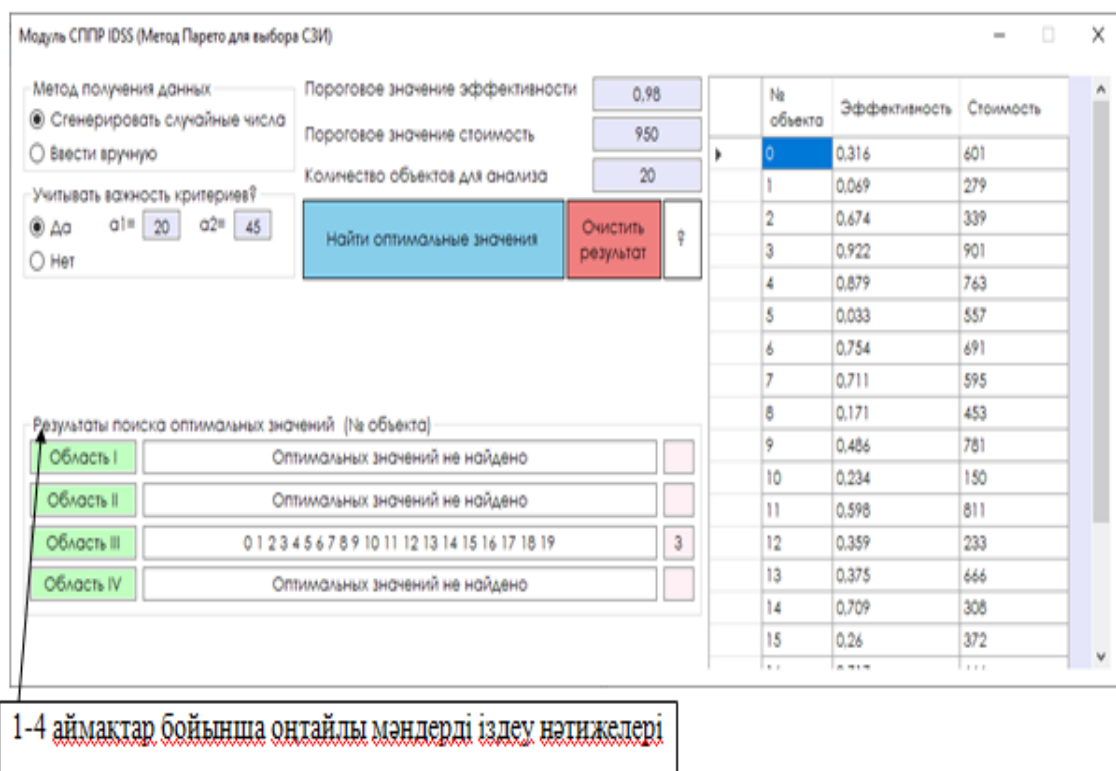 Модуль СППР IDSS (Метод Парето для выбора СЗИ)
Метод получения данных
Сгенерировать случайные числа
Ввести вручную
Учитывать важность критериев?
Да a1= 20 a2= 45
Нет
Пороговое значение эффективности 0,98
Пороговое значение стоимость 950
Количество объектов для анализа 20
Найти оптимальные значения
Очистить
результат
?
Результаты поиска оптимальных значений (№ объекта)
Область I Оптимальных значений не найдено
Область II Оптимальных значений не найдено
Область III 0 1 2 3 4 5 6 7 8 9 10 11 12 13 14 15 16 17 18 19 3
Область IV Оптимальных значений не найдено
№
объекта Эффективность Стоимость
0 0,316 601
1 0,069 279
2 0,674 339
3 0,922 901
4 0,879 763
5 0,033 557
6 0,754 691
7 0,711 595
8 0,171 453
9 0,486 781
10 0,234 150
11 0,598 811
12 0,359 233
13 0,375 666
14 0,709 308
15 0,26 372
1-4 аймақтар бойынша оңтайлы мәндерді іздеу нәтижелері